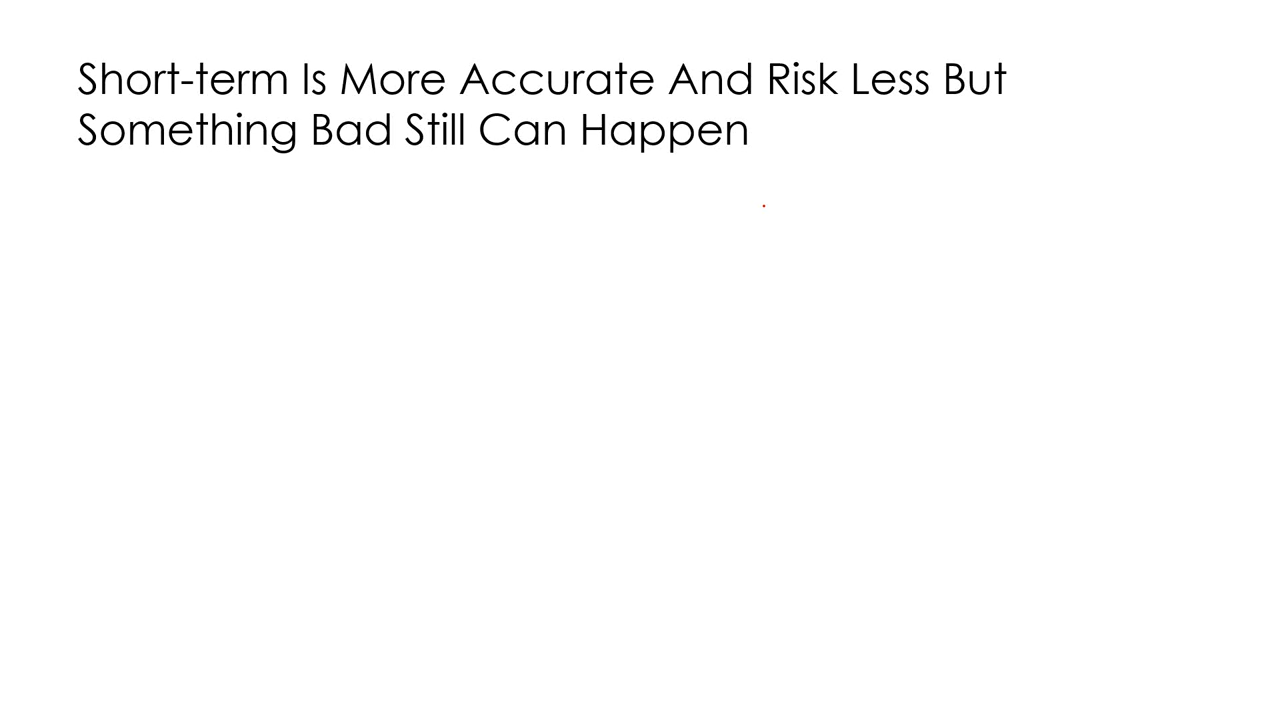 Short-term Is More Accurate And Risk Less But
Something Bad Still Can Happen